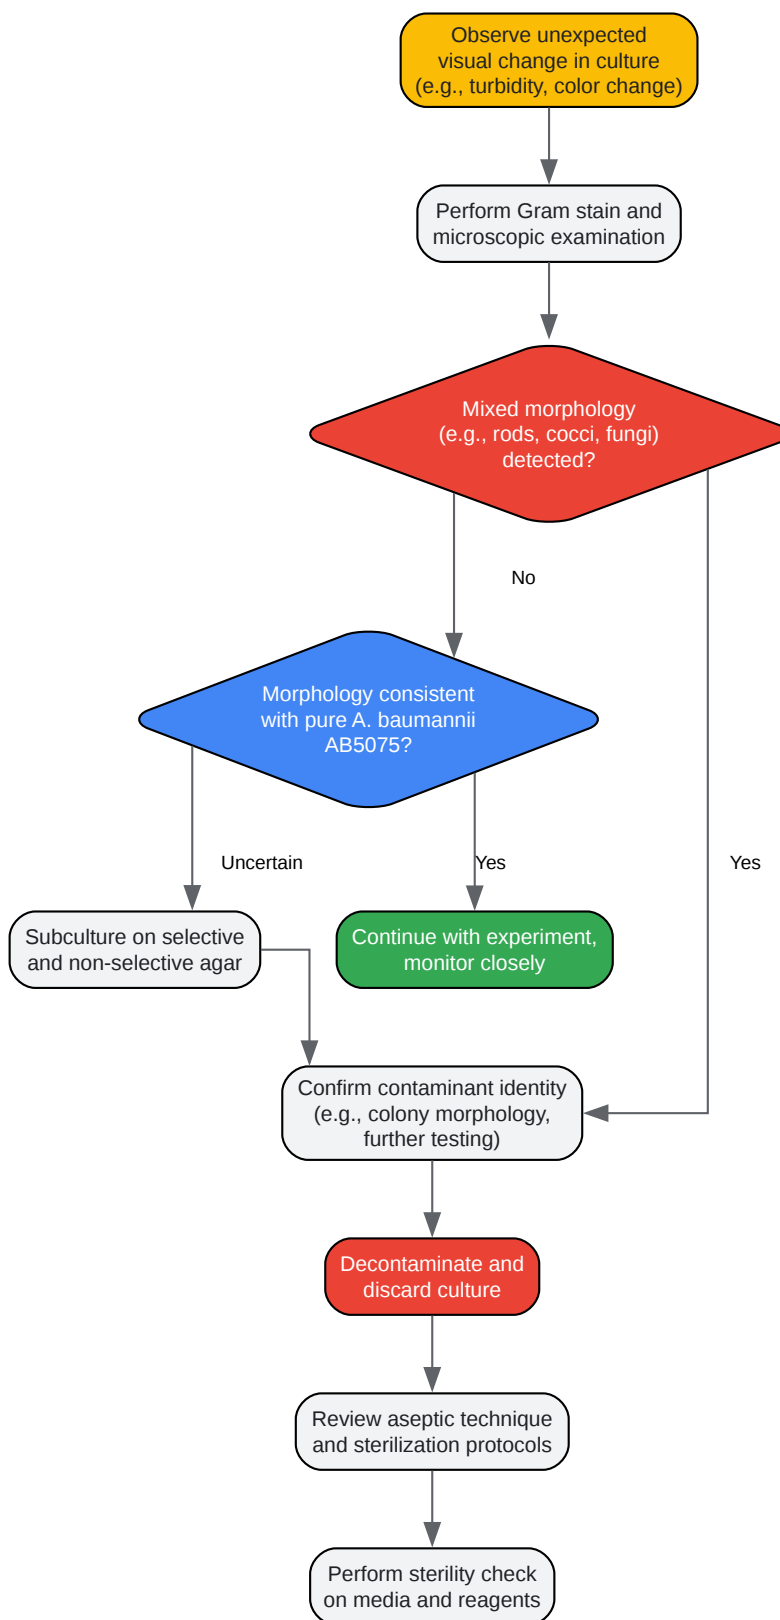 Observe unexpected
visual change in culture
(e.g., turbidity, color change)
Perform Gram stain and
microscopic examination
Mixed morphology
(e.g., rods, cocci, fungi)
detected?
No
Morphology consistent
with pure A. baumannii
AB5075?
Uncertain
Yes
Yes
Subculture on selective
and non-selective agar
Continue with experiment,
monitor closely
Confirm contaminant identity
(e.g., colony morphology,
further testing)
Decontaminate and
discard culture
Review aseptic technique
and sterilization protocols
Perform sterility check
on media and reagents